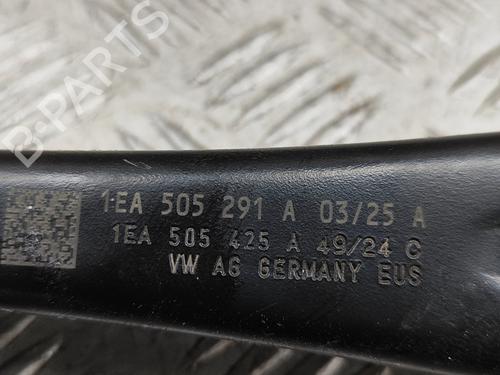 1EA 505 291 A 03/25 A
1EA 505 425 A 49/24 C
VW AG GERMANY EUS
B-PARTS